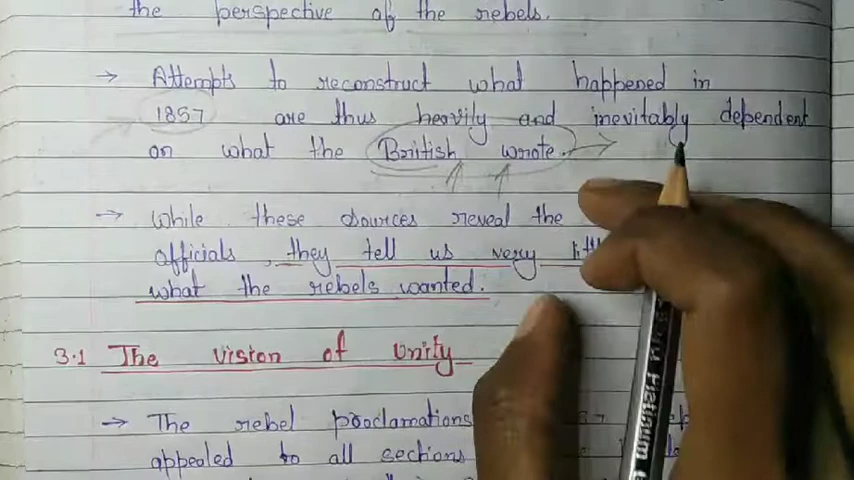 the perspective of the rebels.
→ Attempts to reconstruct what happened in
1857 are thus heavily and inevitably dependent
on what the British wrote.
→ While these sources reveal the
officials, they tell us very
what the rebels wanted.
3.1 The vision of Unity
→ The rebel proclamations
appealed to all sections
Platinum